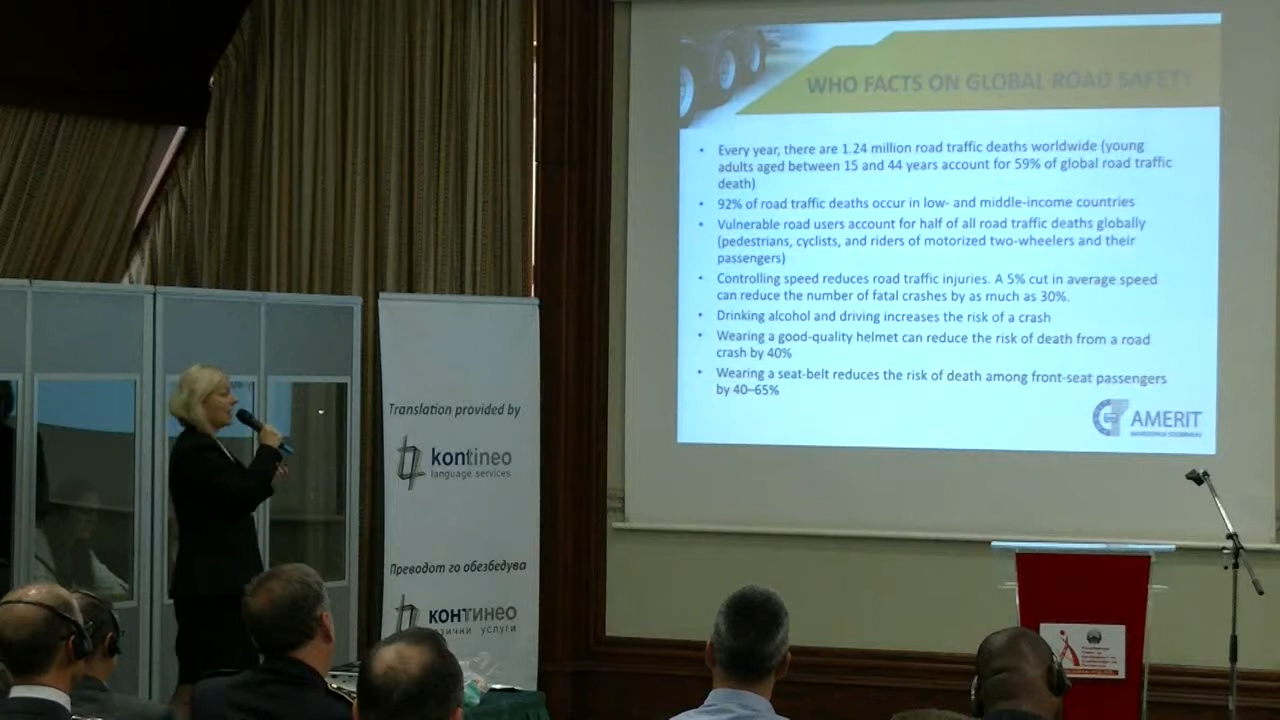 WHO FACTS ON GLOBAL ROAD SAFETY
• Every year, there are 1.24 million road traffic deaths worldwide (young
adults aged between 15 and 44 years account for 59% of global road traffic
death)
• 92% of road traffic deaths occur in low- and middle-income countries
• Vulnerable road users account for half of all road traffic deaths globally
(pedestrians, cyclists, and riders of motorized two-wheelers and their
passengers)
• Controlling speed reduces road traffic injuries. A 5% cut in average speed
can reduce the number of fatal crashes by as much as 30%.
• Drinking alcohol and driving increases the risk of a crash
• Wearing a good-quality helmet can reduce the risk of death from a road
crash by 40%
• Wearing a seat-belt reduces the risk of death among front-seat passengers
by 40–65%
AMERIT
Translation provided by
kontineo
language services
Преводот го обезбедува
КОНТИНЕО
услуги